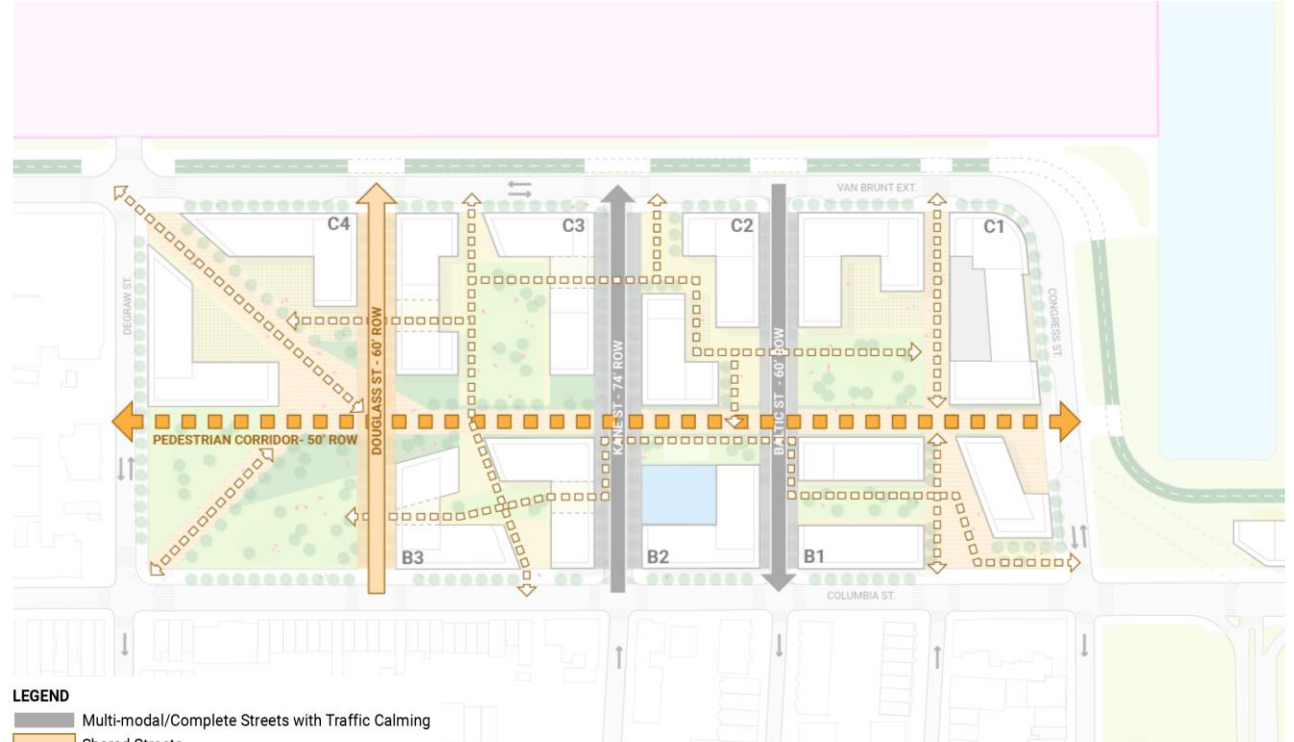 VAN BRUNT EXT.
C4
C3
C2
C1
DEGRAW ST.
CONGRESS ST.
DOUGLASS ST - 60' ROW
KANE ST - 74' ROW
BALTIC ST - 60' ROW
PEDESTRIAN CORRIDOR- 50' ROW
B3
B2
B1
COLUMBIA ST.
LEGEND
Multi-modal/Complete Streets with Traffic Calming
Shared Streets